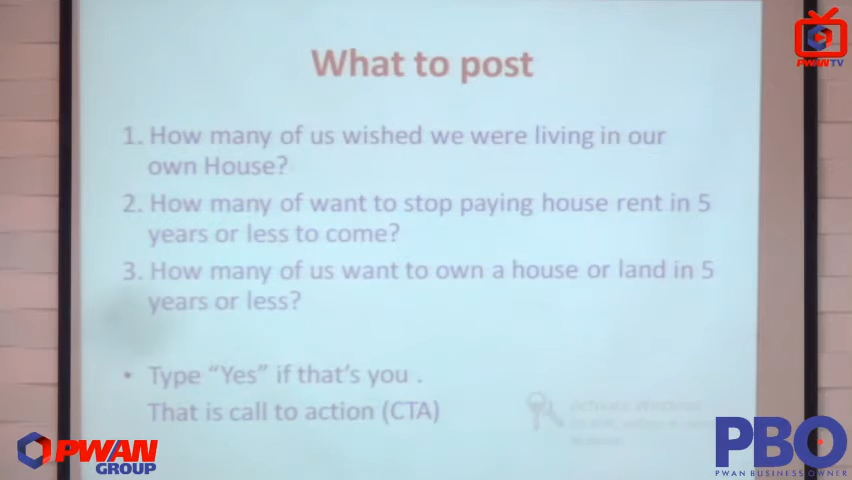 What to post
1. How many of us wished we were living in our
own House?
2. How many of want to stop paying house rent in 5
years or less to come?
3. How many of us want to own a house or land in 5
years or less?
• Type “Yes” if that’s you .
That is call to action (CTA)
PWAN TV
PWAN
GROUP
PBO
PWAN BUSINESS OWNER